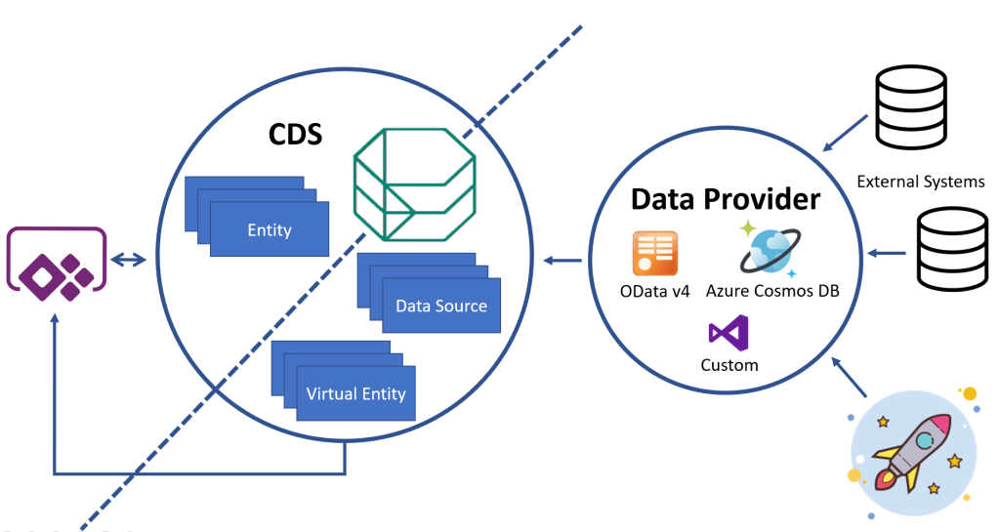 CDS
Entity
Data Source
Virtual Entity
Data Provider
OData v4
Azure Cosmos DB
Custom
External Systems